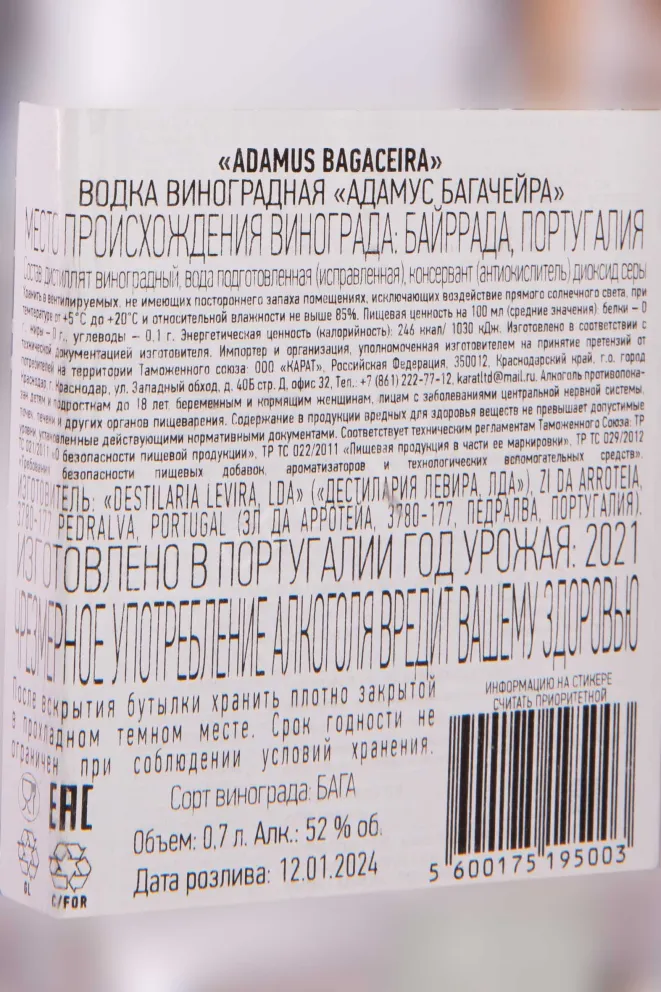 «ADAMUS BAGACEIRA»
ВОДКА ВИНОГРАДНАЯ «АДАМУС БАГАЧЕЙРА»
МЕСТО ПРОИСХОЖДЕНИЯ ВИНОГРАДА: БАЙРРАДА, ПОРТУГАЛИЯ
Состав: дистиллят виноградный, вода подготовленная (исправленная), консервант (антиокислитель) диоксид серы
Хранить в вентилируемых, не имеющих постороннего запаха помещениях, исключающих воздействие прямого солнечного света, при
температуре от +5°С до +20°С и относительной влажности не выше 85%. Пищевая ценность на 100 мл (средние значения): белки – 0
г., жиры – 0 г., углеводы – 0.1 г. Энергетическая ценность (калорийность): 246 ккал/ 1030 кДж. Изготовлено в соответствии с
технической документацией изготовителя. Импортер и организация, уполномоченная изготовителем на принятие претензий от
потребителей на территории Таможенного союза: ООО «КАРАТ», Российская Федерация, 350012, Краснодарский край, г.о. город
Краснодар, г. Краснодар, ул. Западный обход, д. 40Б стр. Д, офис 32, Тел.: +7 (861) 222-77-12, karatltd@mail.ru. Алкоголь противопока-
зан детям и подросткам до 18 лет, беременным и кормящим женщинам, лицам с заболеваниями центральной нервной системы,
почек, печени и других органов пищеварения. Содержание в продукции вредных для здоровья веществ не превышает допустимые
уровни, установленные действующими нормативными документами. Соответствует техническим регламентам Таможенного Союза: ТР
ТС 021/2011 «О безопасности пищевой продукции», ТР ТС 022/2011 «Пищевая продукция в части ее маркировки», ТР ТС 029/2012
«Требования безопасности пищевых добавок, ароматизаторов и технологических вспомогательных средств».
ИЗГОТОВИТЕЛЬ: «DESTILARIA LEVIRA, LDA» («ДЕСТИЛАРИЯ ЛЕВИРА, ЛДА»), ZI DA ARROTEIA,
3780-177, PEDRALVA, PORTUGAL (ЗЛ ДА АРРОТЕЙА, 3780-177, ПЕДРАЛВА, ПОРТУГАЛИЯ).
ИЗГОТОВЛЕНО В ПОРТУГАЛИИ ГОД УРОЖАЯ: 2021
ЧРЕЗМЕРНОЕ УПОТРЕБЛЕНИЕ АЛКОГОЛЯ ВРЕДИТ ВАШЕМУ ЗДОРОВЬЮ
После вскрытия бутылки хранить плотно закрытой
в прохладном темном месте. Срок годности не
ограничен при соблюдении условий хранения.
ИНФОРМАЦИЮ НА СТИКЕРЕ
СЧИТАТЬ ПРИОРИТЕТНОЙ
Сорт винограда: БАГА
EAC
Объем: 0,7 л. Алк.: 52 % об.
Дата розлива: 12.01.2024
GL
C/FOR
5 600175 195003